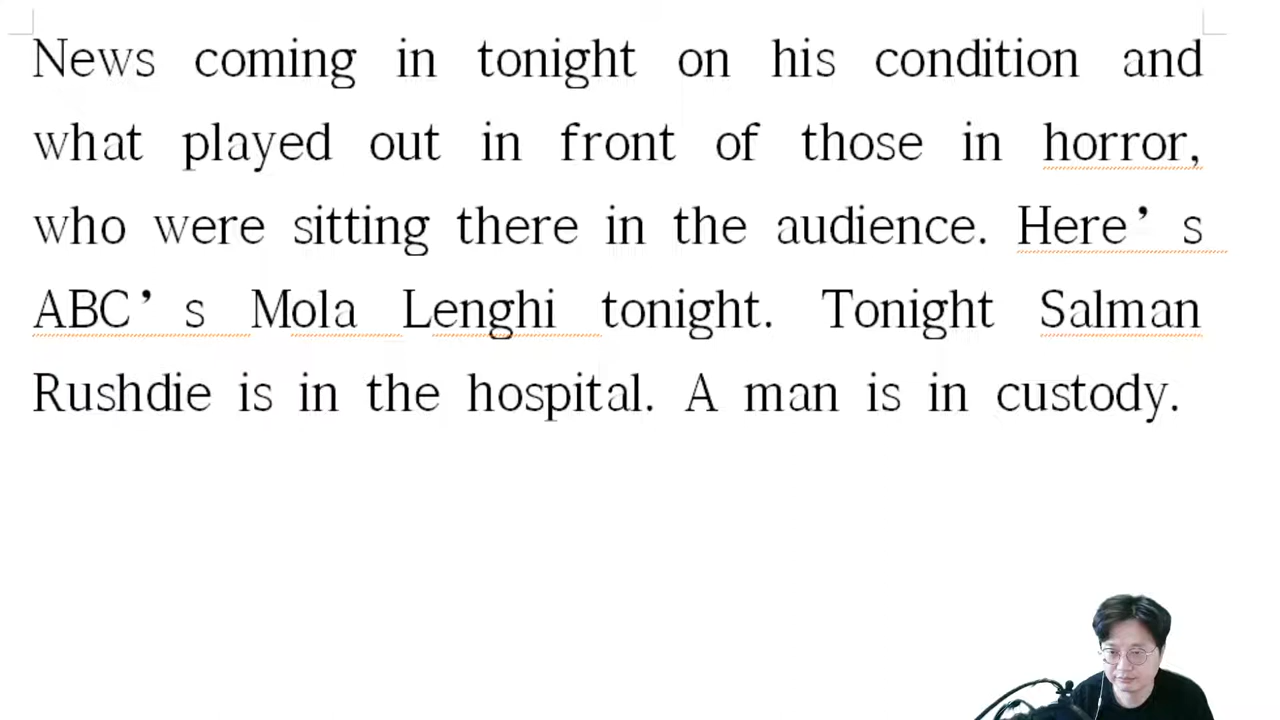 News coming in tonight on his condition and
what played out in front of those in horror,
who were sitting there in the audience. Here’ s
ABC’ s Mola Lenghi tonight. Tonight Salman
Rushdie is in the hospital. A man is in custody.